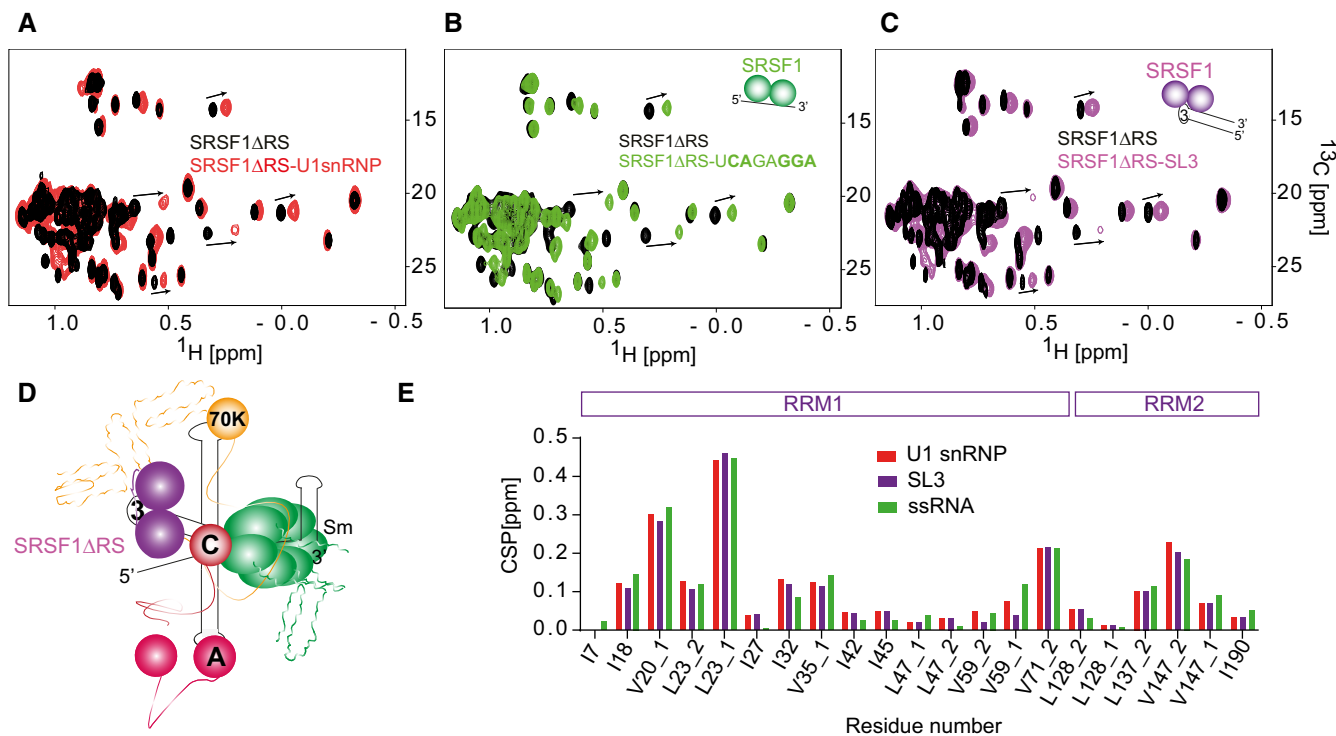 A
B
C
SRSF1
5' 3'
SRSF1
3
3'
5'
SRSF1ΔRS
SRSF1ΔRS-U1snRNP
SRSF1ΔRS
SRSF1ΔRS-UCAGAGGA
SRSF1ΔRS
SRSF1ΔRS-SL3
15
20
25
15
20
25
15
20
25
13C [ppm]
1.0 0.5 - 0.0 - 0.5
1.0 0.5 - 0.0 - 0.5
1.0 0.5 - 0.0 - 0.5
1H [ppm]
1H [ppm]
1H [ppm]
D
70K
3
SRSF1ΔRS
C
Sm
3'
5'
A
E
RRM1
RRM2
CSP[ppm]
0.5
0.4
0.3
0.2
0.1
0.0
U1 snRNP
SL3
ssRNA
I7 I18 V20_1 L23_2 L23_1 I27 I32 V35_1 I42 I45 L47_1 L47_2 V59_2 V59_1 V71_2 L128_2 L128_1 L137_2 V147_2 V147_1 I190
Residue number